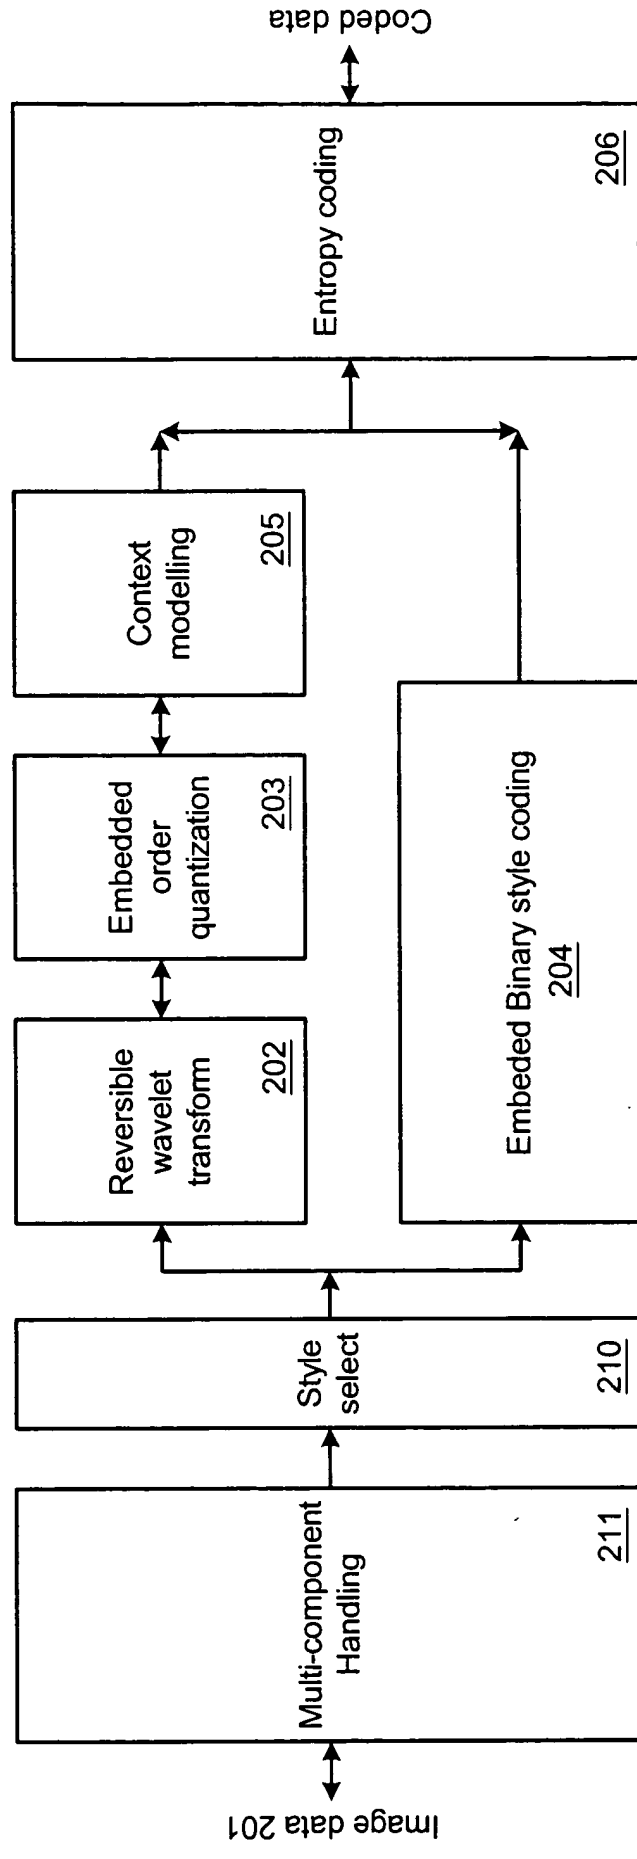 Image data 201
Multi-component
Handling
211
Style
select
210
Reversible
wavelet
transform
202
Embedded
order
quantization
203
Context
modelling
205
Embeded Binary style coding
204
Entropy coding
206
Coded data